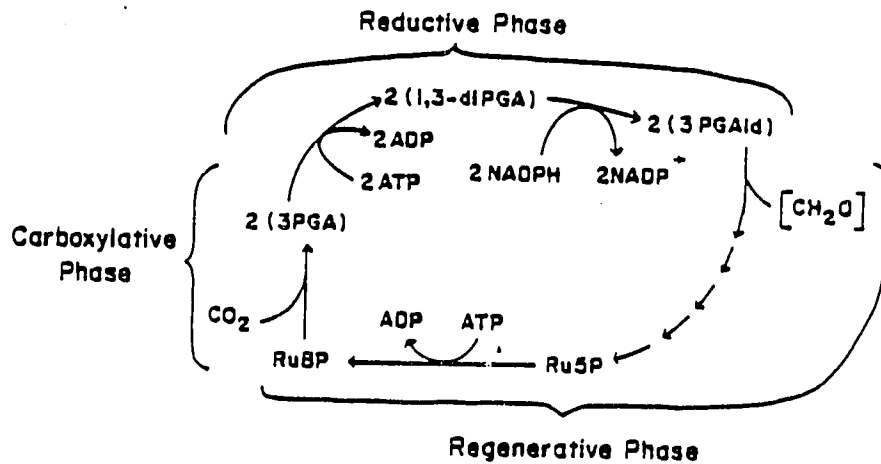 Reductive Phase
2 (1,3-diPGA)
2 (3 PGAld)
2 ADP
2 ATP
2 NADPH
2NADP+
[CH2O]
2 (3PGA)
Carboxylative
Phase
CO2
ADP
ATP
RuBP
Ru5P
Regenerative Phase